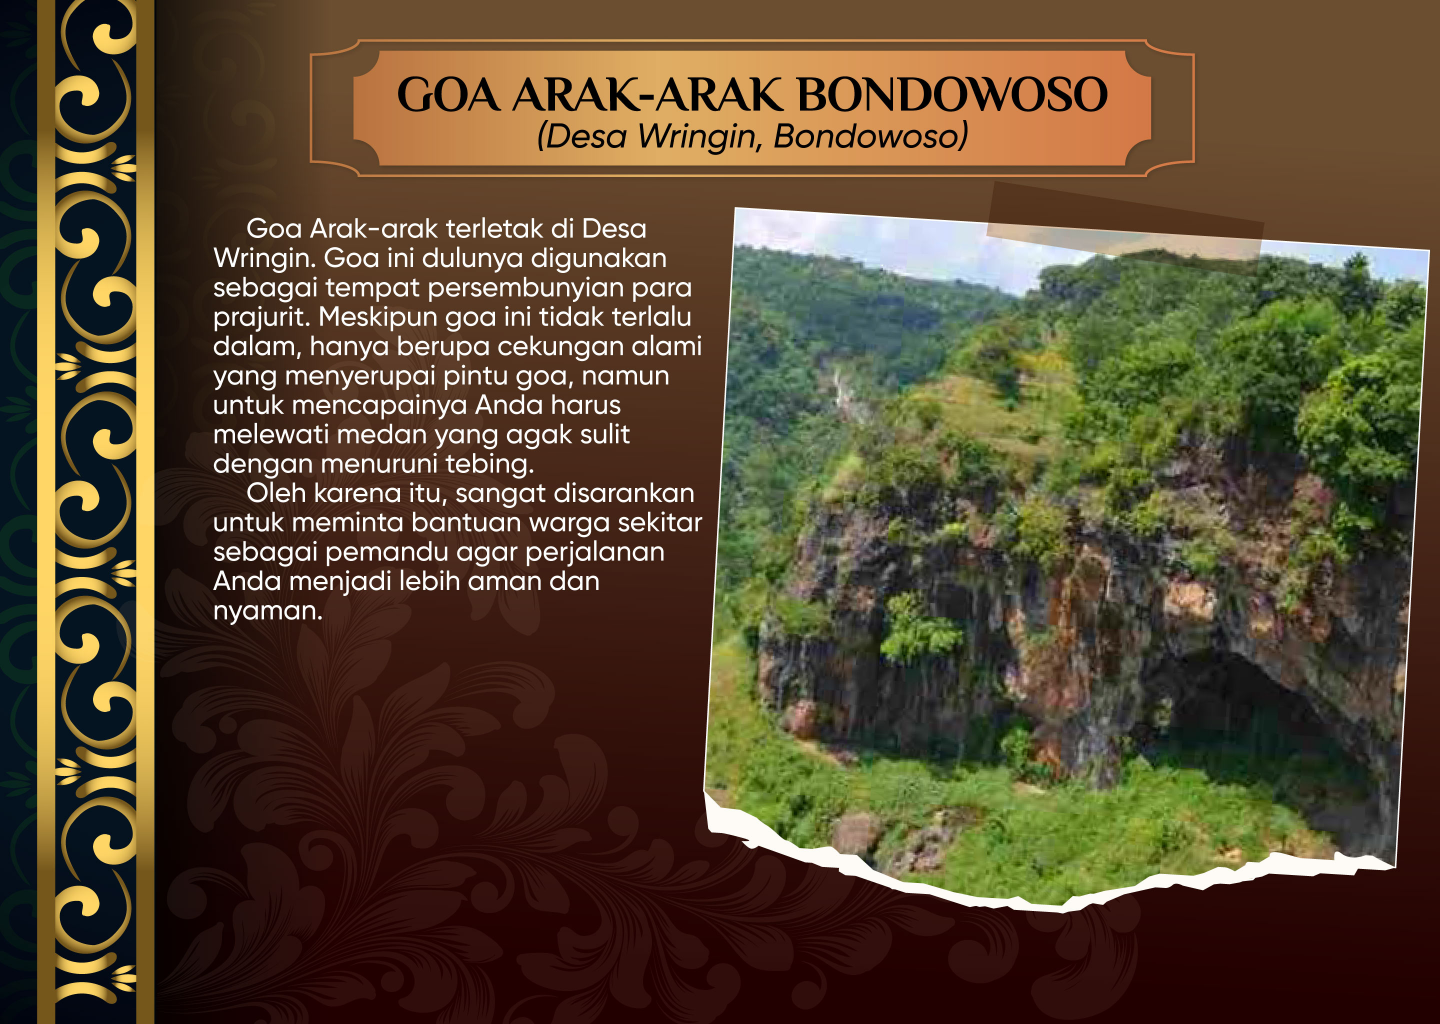 GOA ARAK-ARAK BONDOWOSO
(Desa Wringin, Bondowoso)
Goa Arak-arak terletak di Desa
Wringin. Goa ini dulunya digunakan
sebagai tempat persembunyian para
prajurit. Meskipun goa ini tidak terlalu
dalam, hanya berupa cekungan alami
yang menyerupai pintu goa, namun
untuk mencapainya Anda harus
melewati medan yang agak sulit
dengan menuruni tebing.
Oleh karena itu, sangat disarankan
untuk meminta bantuan warga sekitar
sebagai pemandu agar perjalanan
Anda menjadi lebih aman dan
nyaman.